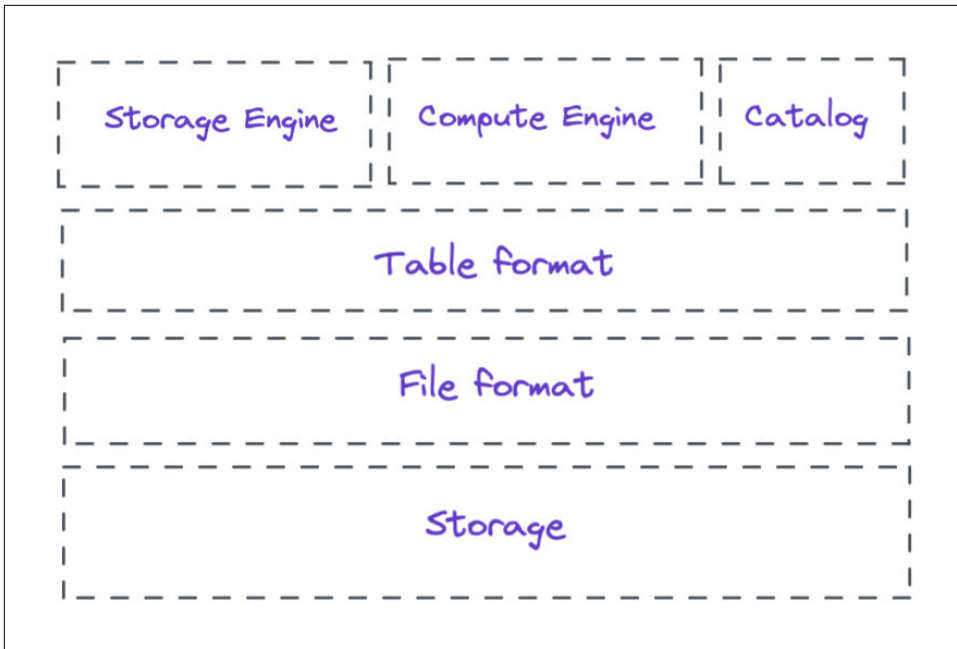 Storage Engine
Compute Engine
Catalog
Table format
File format
Storage